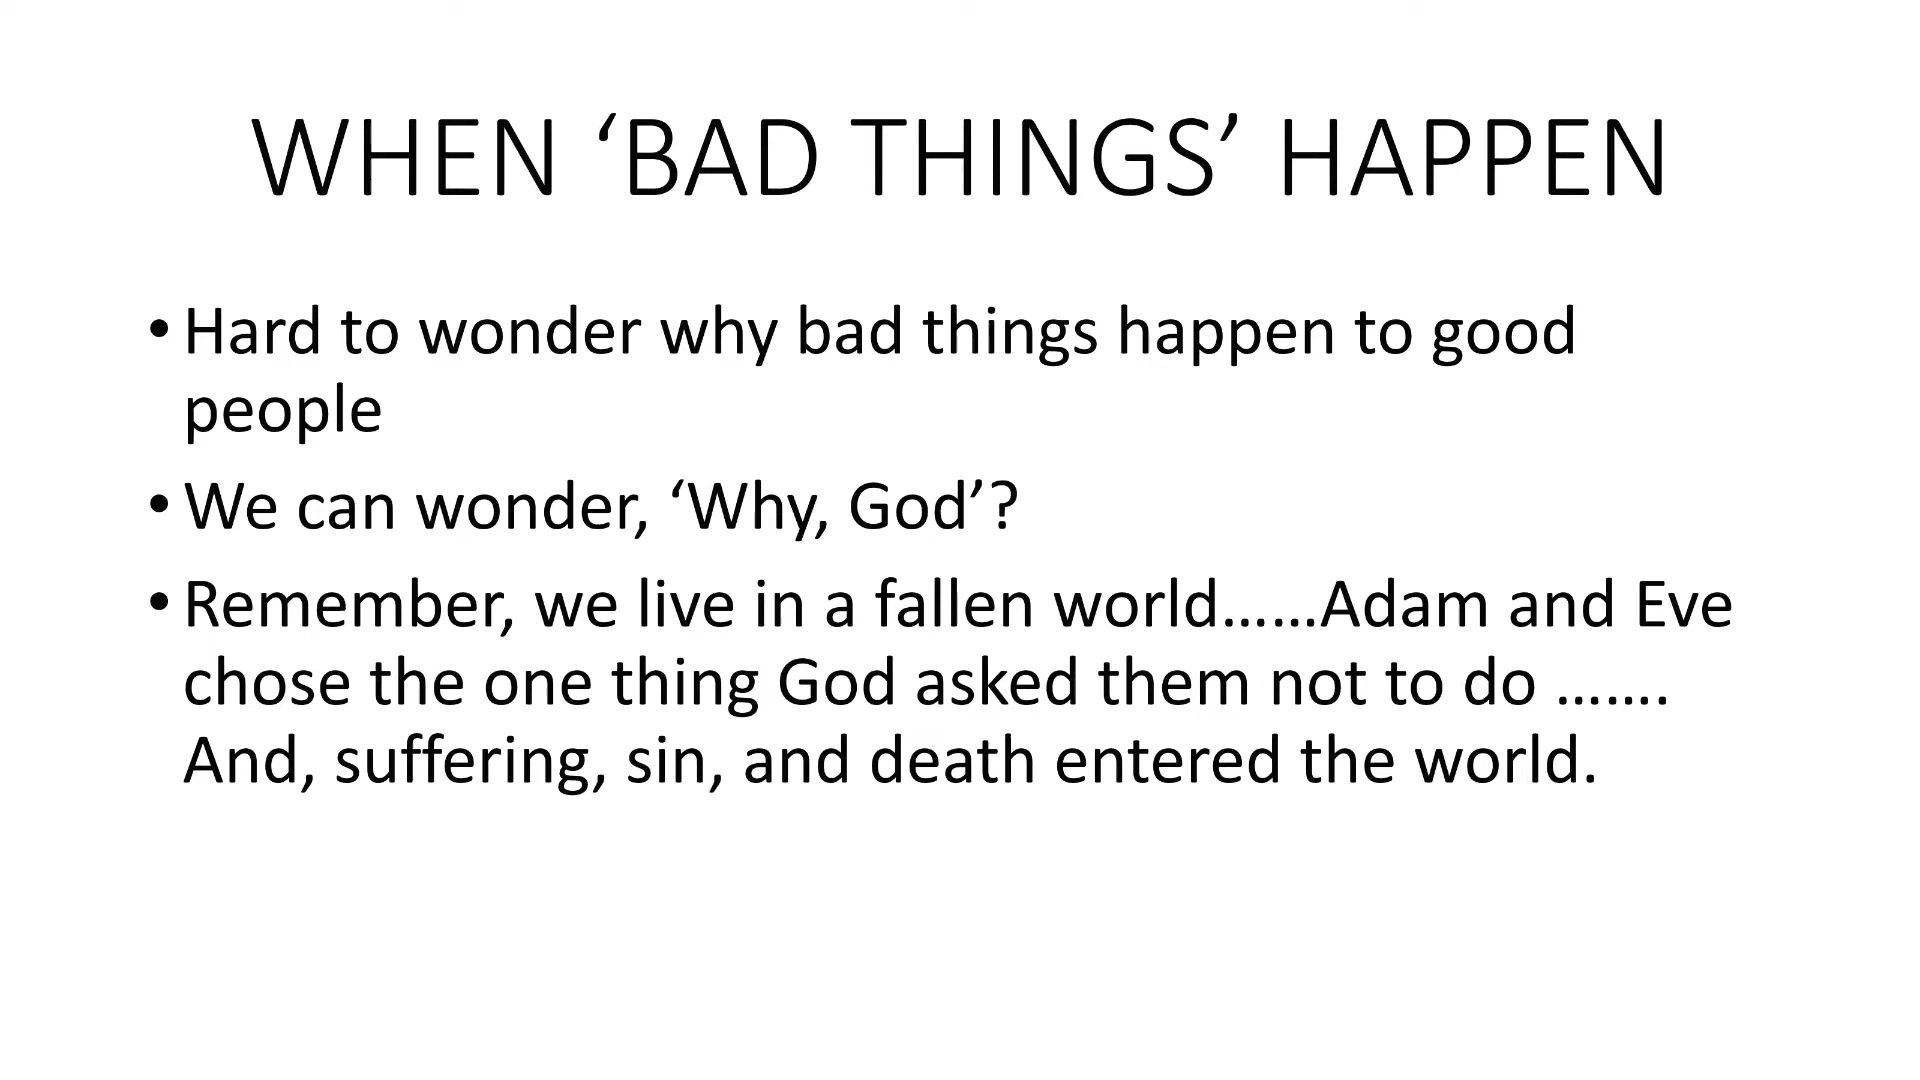 WHEN ‘BAD THINGS’ HAPPEN
• Hard to wonder why bad things happen to good
people
• We can wonder, ‘Why, God’?
• Remember, we live in a fallen world……Adam and Eve
chose the one thing God asked them not to do …….
And, suffering, sin, and death entered the world.